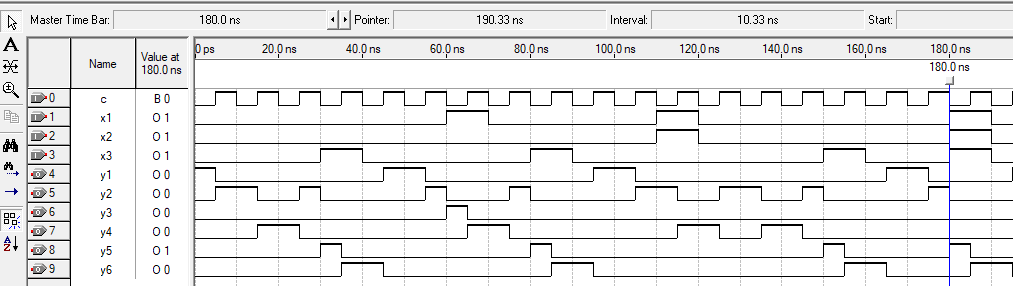 Master Time Bar: 180.0 ns Pointer: 190.33 ns Interval: 10.33 ns Start:
Name Value at 180.0 ns
0 ps 20.0 ns 40.0 ns 60.0 ns 80.0 ns 100.0 ns 120.0 ns 140.0 ns 160.0 ns 180.0 ns
180.0 ns
0 c B 0
1 x1 O 1
2 x2 O 1
3 x3 O 1
4 y1 O 0
5 y2 O 0
6 y3 O 0
7 y4 O 0
8 y5 O 1
9 y6 O 0